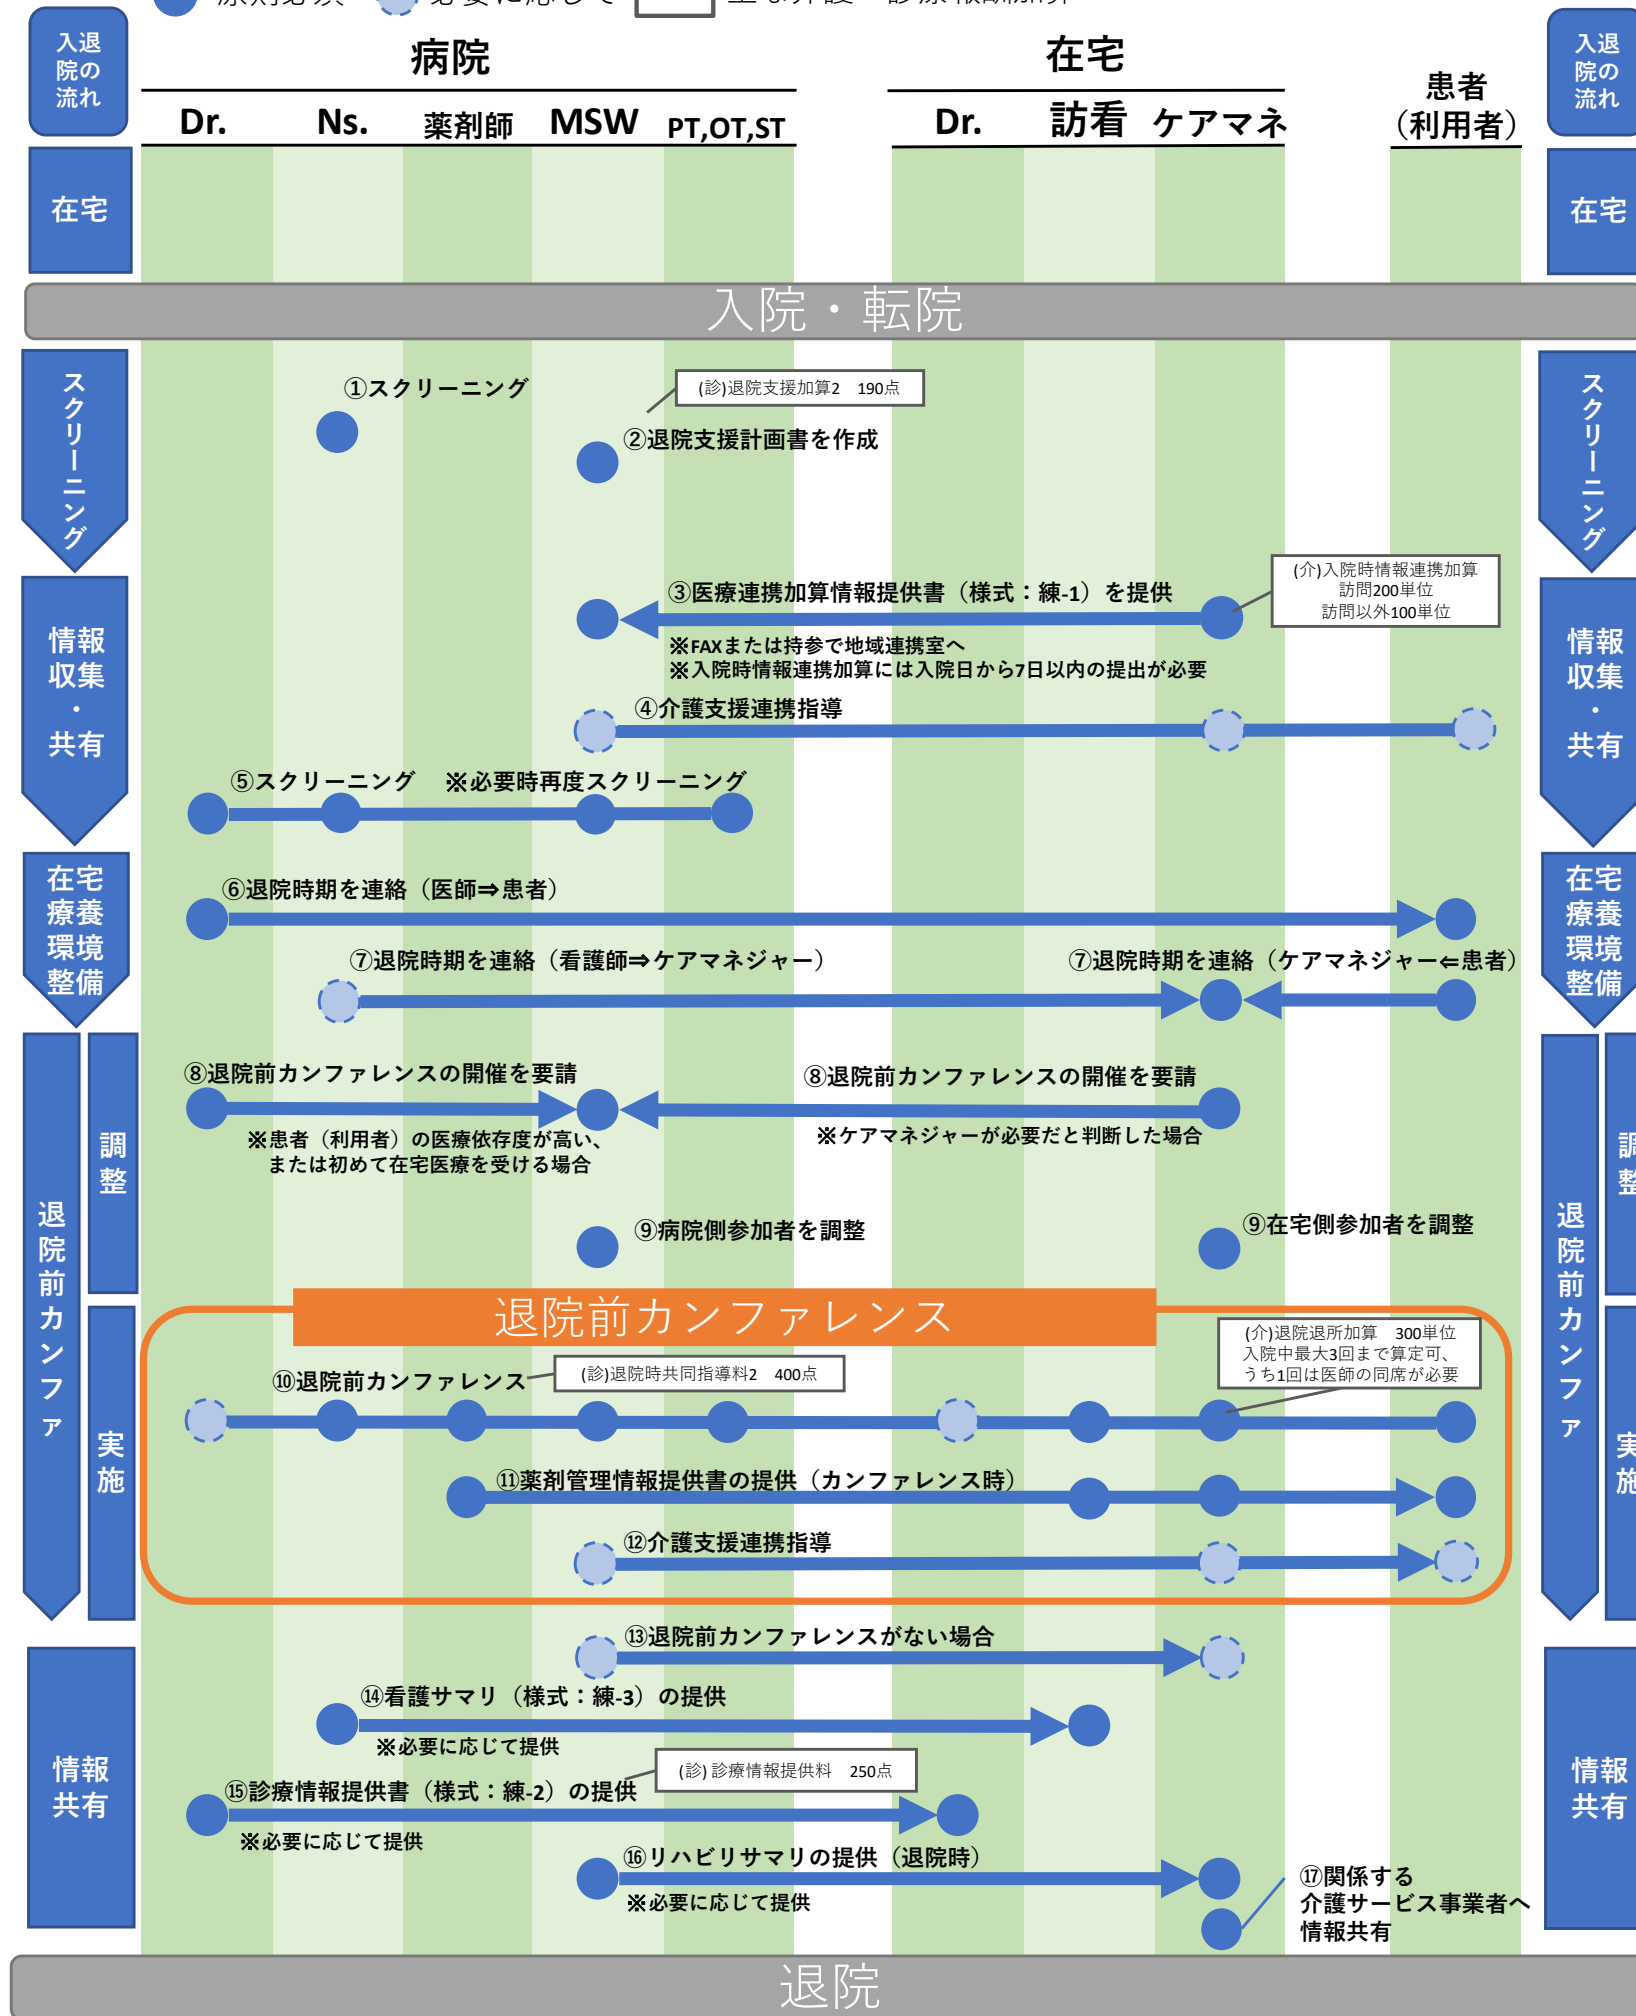 原則必須
必要に応じて
入退
院の
流れ
病院
在宅
患者
（利用者）
入退
院の
流れ
Dr.
Ns.
薬剤師
MSW
PT,OT,ST
Dr.
訪看
ケアマネ
在宅
在宅
入院・転院
スクリーニング
スクリーニング
①スクリーニング
(診)退院支援加算2　190点
②退院支援計画書を作成
情報
収集
・
共有
情報
収集
・
共有
③医療連携加算情報提供書（様式：練-1）を提供
(介)入院時情報連携加算
訪問200単位
訪問以外100単位
※FAXまたは持参で地域連携室へ
※入院時情報連携加算には入院日から7日以内の提出が必要
④介護支援連携指導
⑤スクリーニング　※必要時再度スクリーニング
在宅
療養
環境
整備
在宅
療養
環境
整備
⑥退院時期を連絡（医師⇒患者）
⑦退院時期を連絡（看護師⇒ケアマネジャー）
⑦退院時期を連絡（ケアマネジャー⇐患者）
退院前カンファ
調整
退院前カンファ
調整
⑧退院前カンファレンスの開催を要請
⑧退院前カンファレンスの開催を要請
※患者（利用者）の医療依存度が高い、
または初めて在宅医療を受ける場合
※ケアマネジャーが必要だと判断した場合
⑨病院側参加者を調整
⑨在宅側参加者を調整
実施
実施
退院前カンファレンス
⑩退院前カンファレンス
(診)退院時共同指導料2　400点
(介)退院退所加算　300単位
入院中最大3回まで算定可、
うち1回は医師の同席が必要
⑪薬剤管理情報提供書の提供（カンファレンス時）
⑫介護支援連携指導
情報
共有
情報
共有
⑬退院前カンファレンスがない場合
⑭看護サマリ（様式：練-3）の提供
※必要に応じて提供
⑮診療情報提供書（様式：練-2）の提供
(診) 診療情報提供料　250点
※必要に応じて提供
⑯リハビリサマリの提供（退院時）
※必要に応じて提供
⑰関係する
介護サービス事業者へ
情報共有
退院